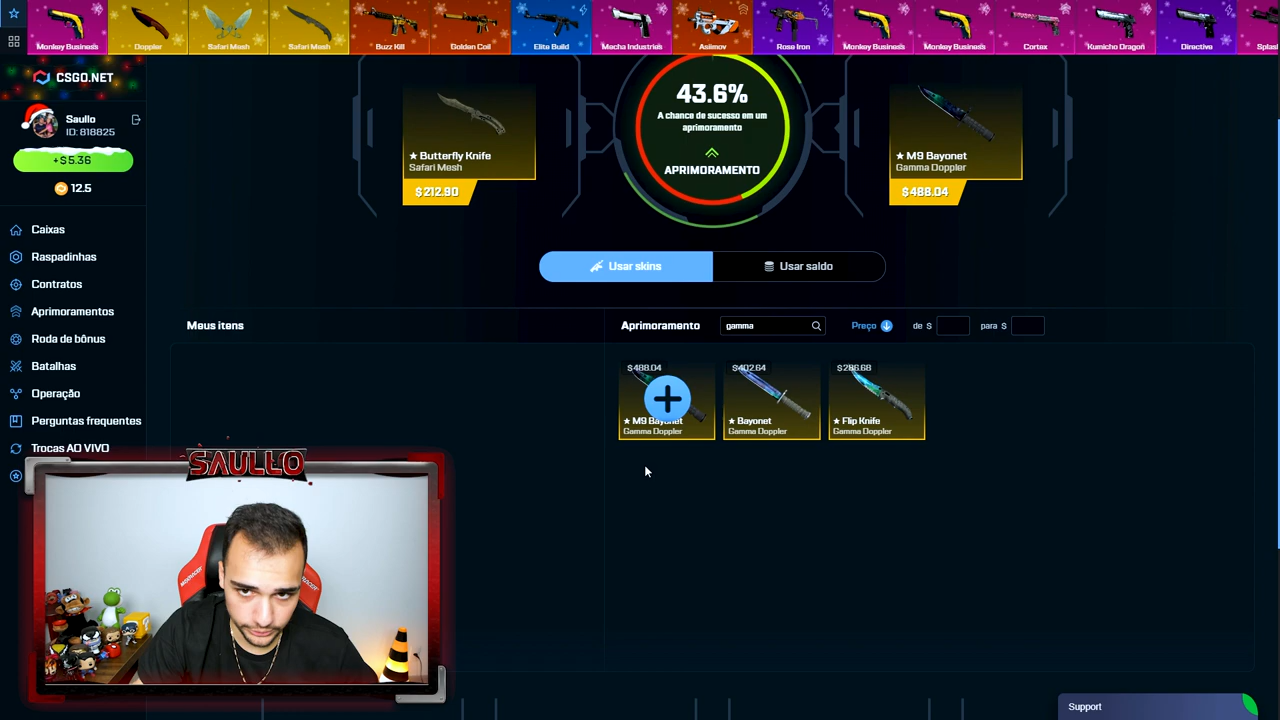 Monkey Business
Doppler
Safari Mesh
Safari Mesh
Buzz Kill
Golden Coil
Elite Build
Mecha Industries
Asiimov
Rose Iron
Monkey Business
Monkey Business
Cortex
Kumicho Dragon
Directive
Splas
CSGO.NET
Saullo
ID: 818825
+$5.36
12.5
Caixas
Raspadinhas
Contratos
Aprimoramentos
Roda de bônus
Batalhas
Operação
Perguntas frequentes
Trocas AO VIVO
★ Butterfly Knife
Safari Mesh
$212.90
43.6%
A chance de sucesso em um
aprimoramento
APRIMORAMENTO
★ M9 Bayonet
Gamma Doppler
$488.04
Usar skins
Usar saldo
Meus itens
Aprimoramento
gamma
Preço
de $
para $
$488.04
★ M9 Bayonet
Gamma Doppler
$402.64
★ Bayonet
Gamma Doppler
$286.68
★ Flip Knife
Gamma Doppler
SAULLO
Support